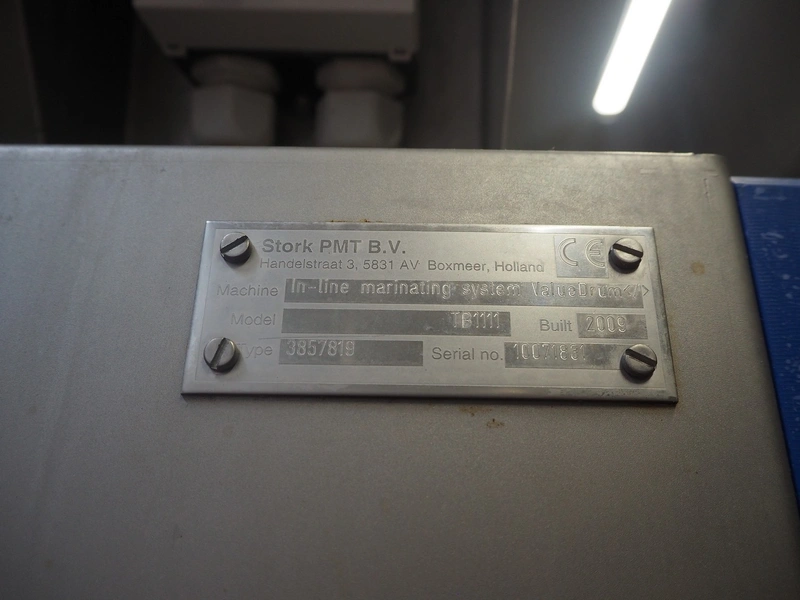 Stork PMT B.V.
Handelstraat 3, 5831 AV Boxmeer, Holland
CE
Machine In-line marinating system ValueDrum
Model TB1111
Built 2009
Type 3857819
Serial no.